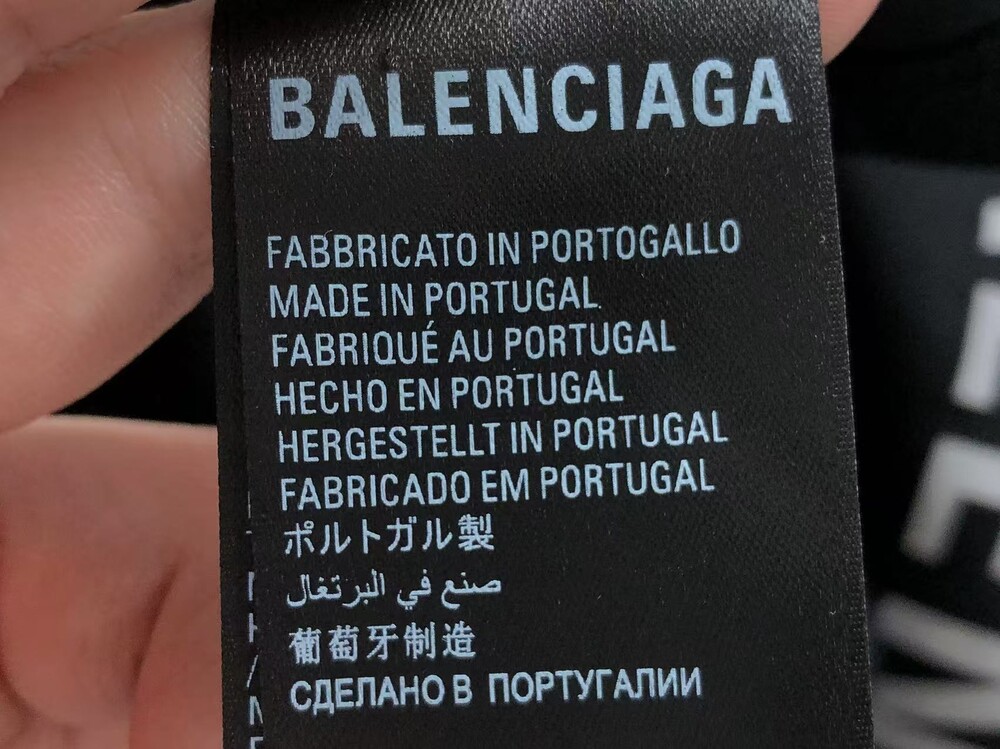 BALENCIAGA
FABBRICATO IN PORTOGALLO
MADE IN PORTUGAL
FABRIQUÉ AU PORTUGAL
HECHO EN PORTUGAL
HERGESTELLT IN PORTUGAL
FABRICADO EM PORTUGAL
ポルトガル製
صنع في البرتغال
葡萄牙制造
СДЕЛАНО В ПОРТУГАЛИИ